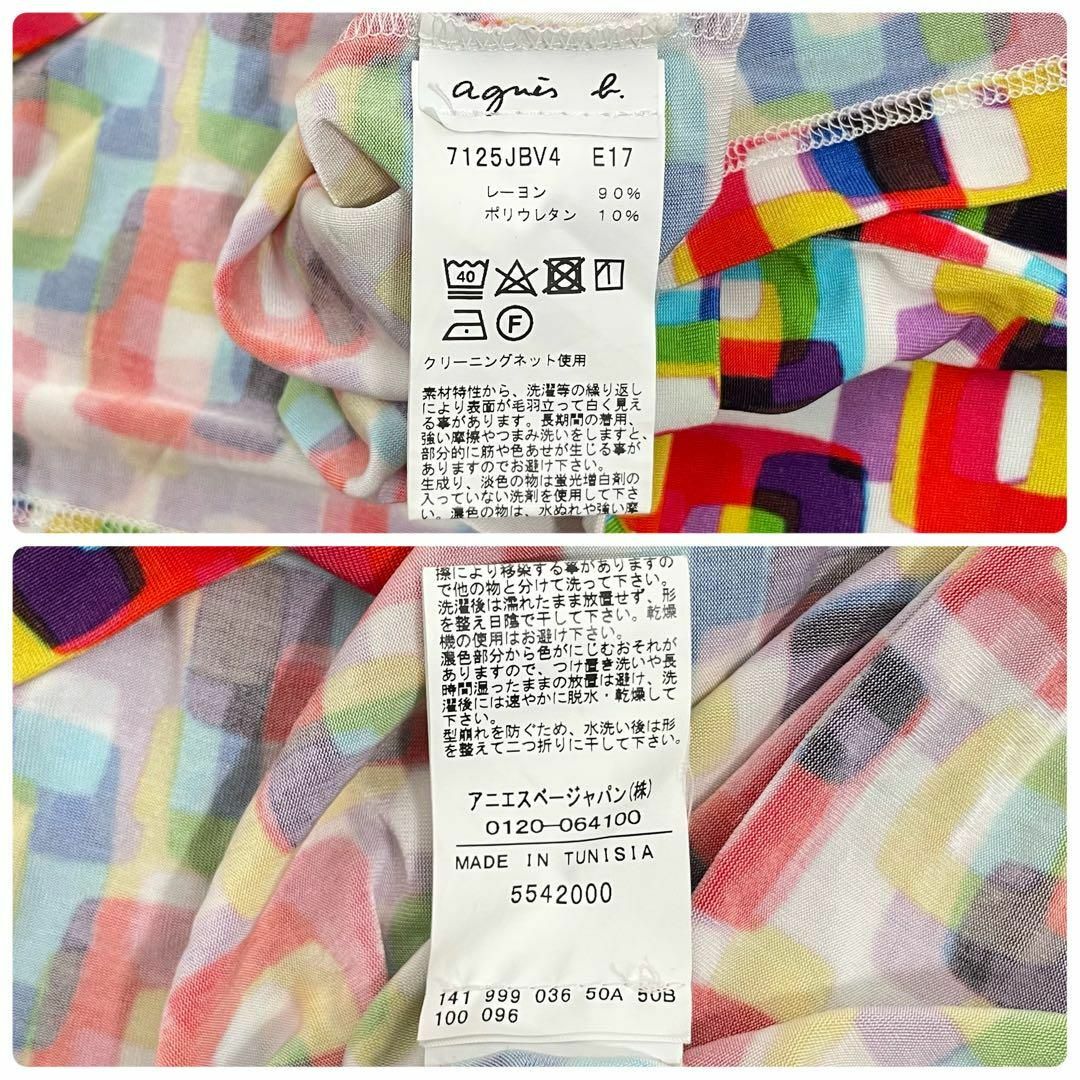 agnès b.
7125JBV4 E17
レーヨン 90%
ポリウレタン 10%
40
F
クリーニングネット使用
素材特性から、洗濯等の繰り返し
により表面が毛羽立って白く見え
る事があります。長期間の着用、
強い摩擦やつまみ洗いをしますと、
部分的に筋や色あせが生じる事が
ありますのでお避け下さい。
生成り、淡色の物は蛍光増白剤の
入っていない洗剤を使用して下さ
い。濃色の物は、水ぬれや強い摩
擦により移染する事がありますの
で他の物と分けて洗って下さい。
洗濯後は濡れたまま放置せず、形
を整え日陰で干して下さい。乾燥
機の使用はお避け下さい。
濃色部分から色がにじむおそれが
ありますので、つけ置き洗いや長
時間湿ったままの放置は避け、洗
濯後には速やかに脱水・乾燥して
下さい。
型崩れを防ぐため、水洗い後は形
を整えて二つ折りに干して下さい。
アニエスベージャパン(株)
0120-064100
MADE IN TUNISIA
5542000
141 999 036 50A 50B
100 096